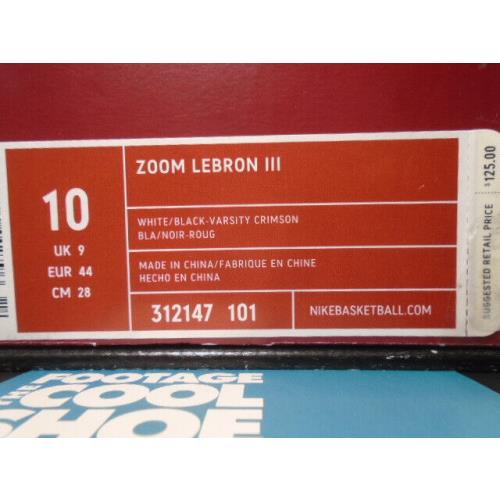 ZOOM LEBRON III
10
UK 9
EUR 44
CM 28
WHITE/BLACK-VARSITY CRIMSON
BLA/NOIR-ROUG
MADE IN CHINA/FABRIQUE EN CHINE
HECHO EN CHINA
312147 101
NIKEBASKETBALL.COM
SUGGESTED RETAIL PRICE
$125.00
FOOTAGE
COOL
SHOE